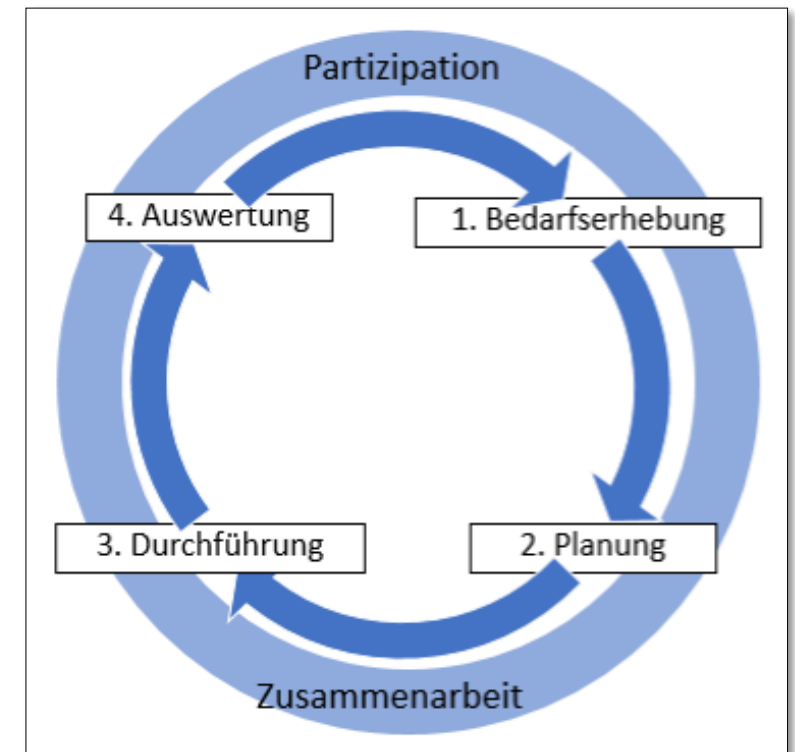 Partizipation
4. Auswertung
1. Bedarfserhebung
3. Durchführung
2. Planung
Zusammenarbeit